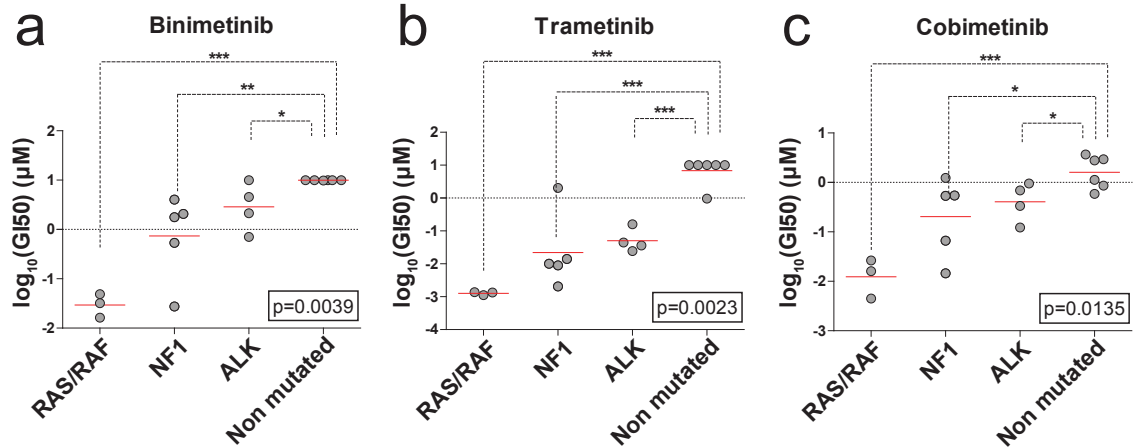 a
Binimetinib
***
**
*
log10(GI50) (µM)
2
1
0
-1
-2
p=0.0039
RAS/RAF
NF1
ALK
Non mutated
b
Trametinib
***
***
***
log10(GI50) (µM)
2
1
0
-1
-2
-3
-4
p=0.0023
RAS/RAF
NF1
ALK
Non mutated
c
Cobimetinib
***
*
*
log10(GI50) (µM)
1
0
-1
-2
-3
p=0.0135
RAS/RAF
NF1
ALK
Non mutated